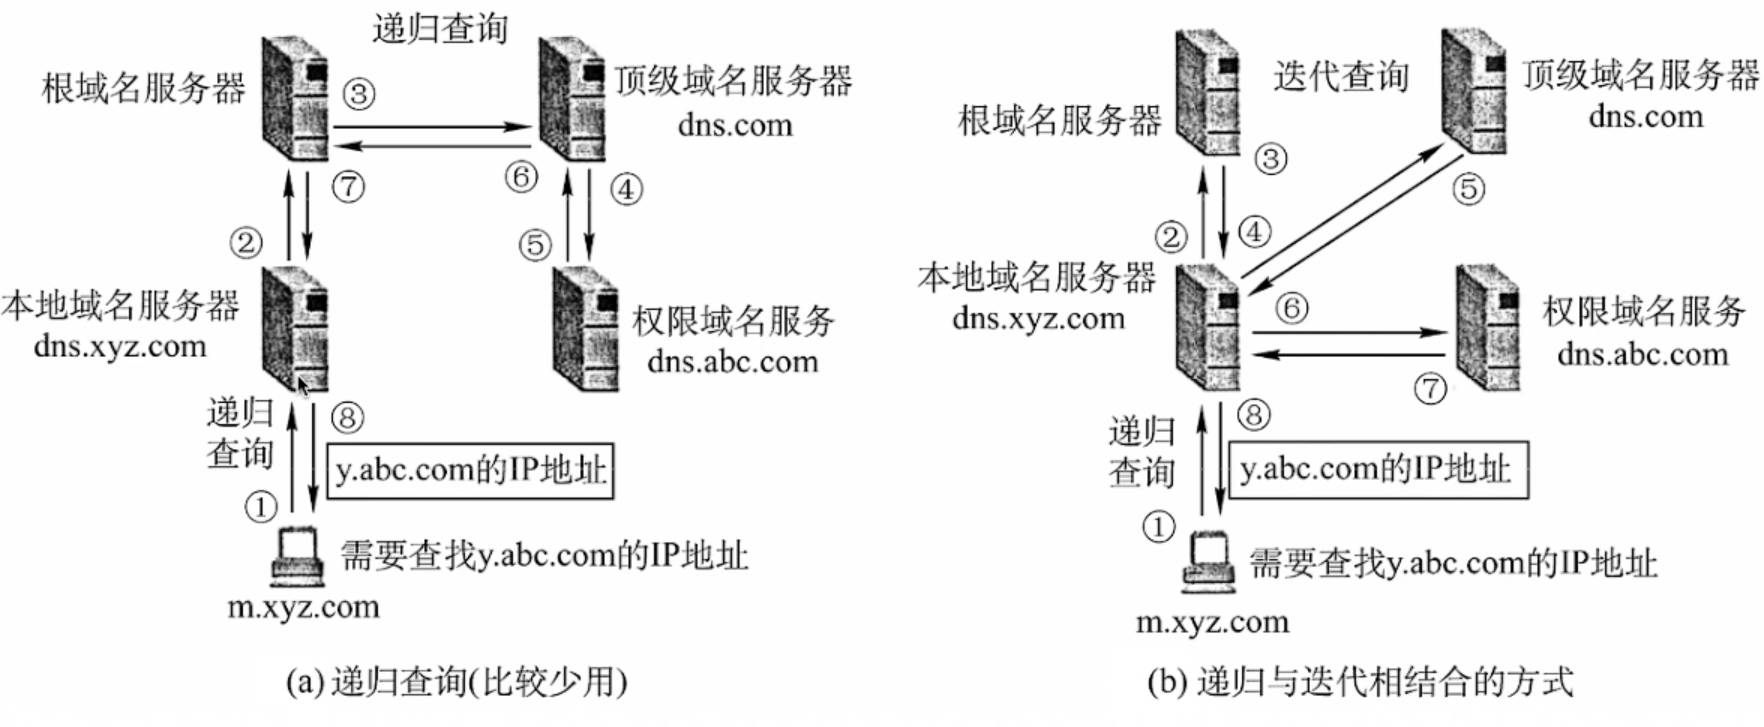 递归查询
根域名服务器
③
顶级域名服务器
dns.com
⑦
⑥
④
②
⑤
本地域名服务器
dns.xyz.com
权限域名服务
dns.abc.com
递归
查询
⑧
y.abc.com的IP地址
①
需要查找y.abc.com的IP地址
m.xyz.com
(a) 递归查询(比较少用)
迭代查询
顶级域名服务器
dns.com
根域名服务器
③
⑤
②
④
本地域名服务器
dns.xyz.com
⑥
权限域名服务
dns.abc.com
⑦
递归
查询
⑧
y.abc.com的IP地址
①
需要查找y.abc.com的IP地址
m.xyz.com
(b) 递归与迭代相结合的方式